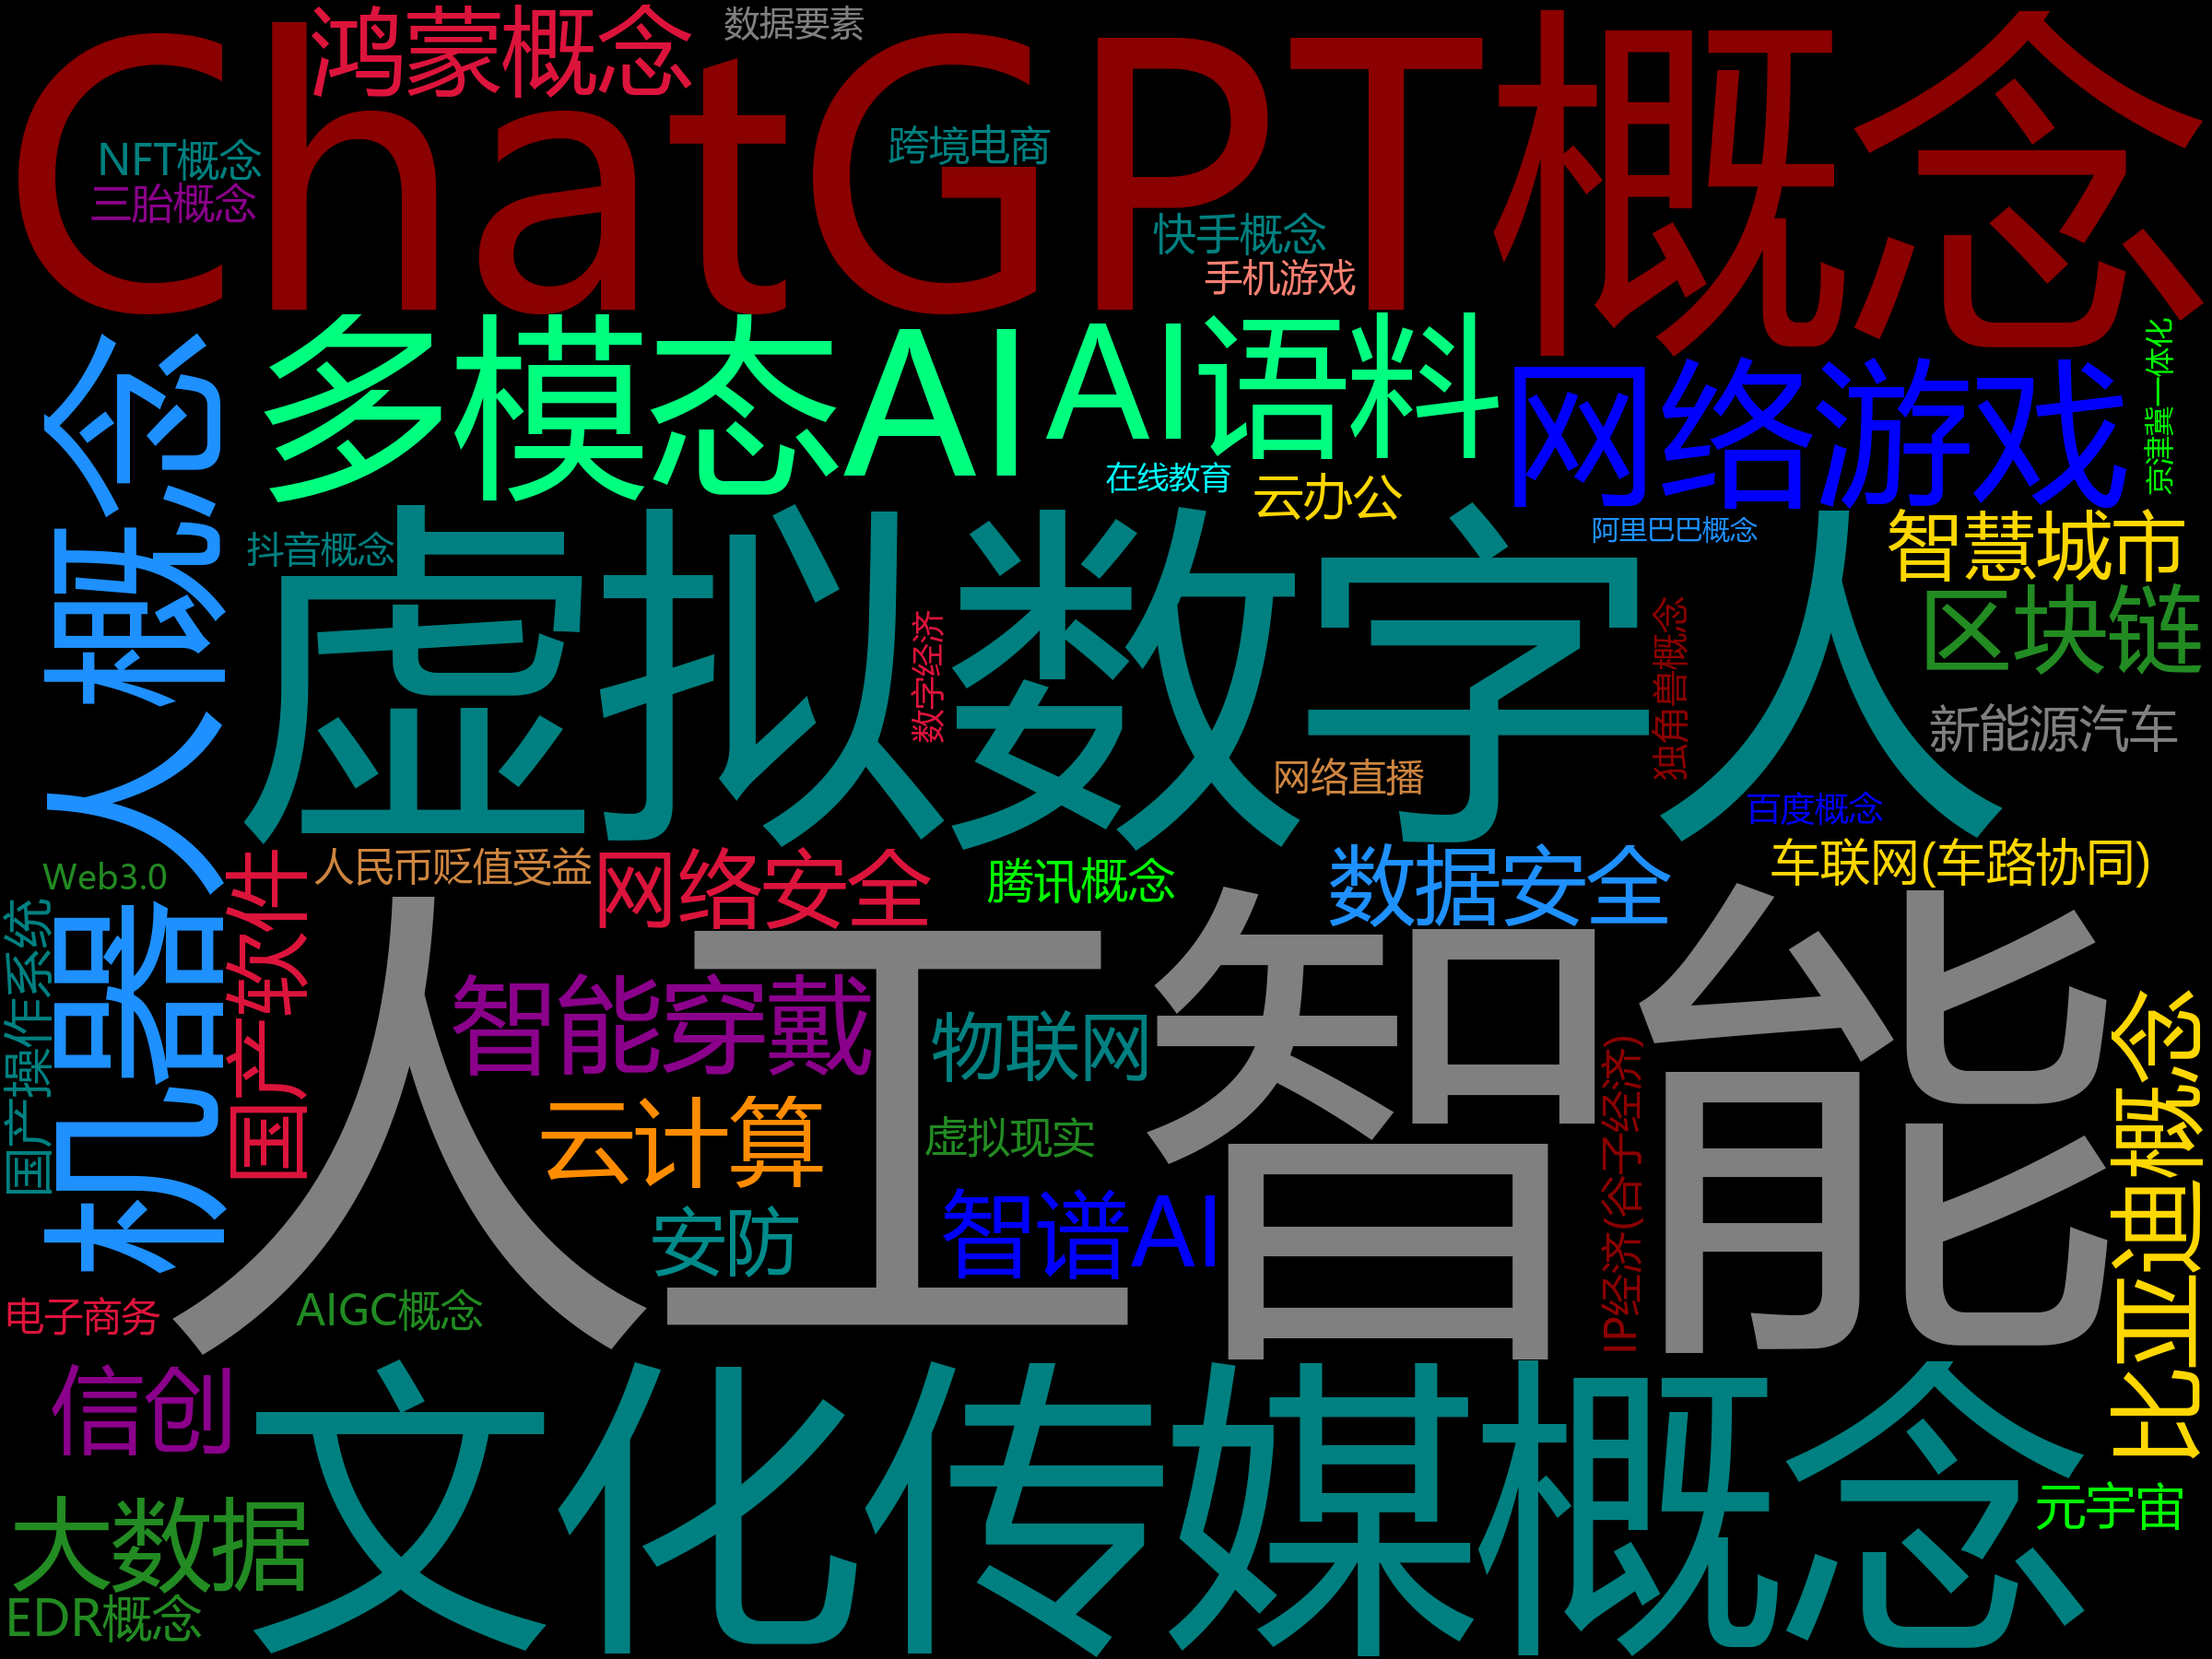 鸿蒙概念
数据要素
ChatGPT概念
NFT概念
跨境电商
三胎概念
快手概念
手机游戏
多模态AI
AI语料
网络游戏
京津冀一体化
在线教育
云办公
阿里巴巴概念
智慧城市
抖音概念
虚拟数字人
区块链
数字经济
独角兽概念
新能源汽车
网络直播
百度概念
机器人概念
Web3.0
人民币贬值受益
网络安全
腾讯概念
数据安全
车联网(车路协同)
国产软件
国产操作系统
人工智能
智能穿戴
物联网
云计算
虚拟现实
智谱AI
安防
IP经济(谷子经济)
比亚迪概念
电子商务
AIGC概念
信创
文化传媒概念
元宇宙
大数据
EDR概念